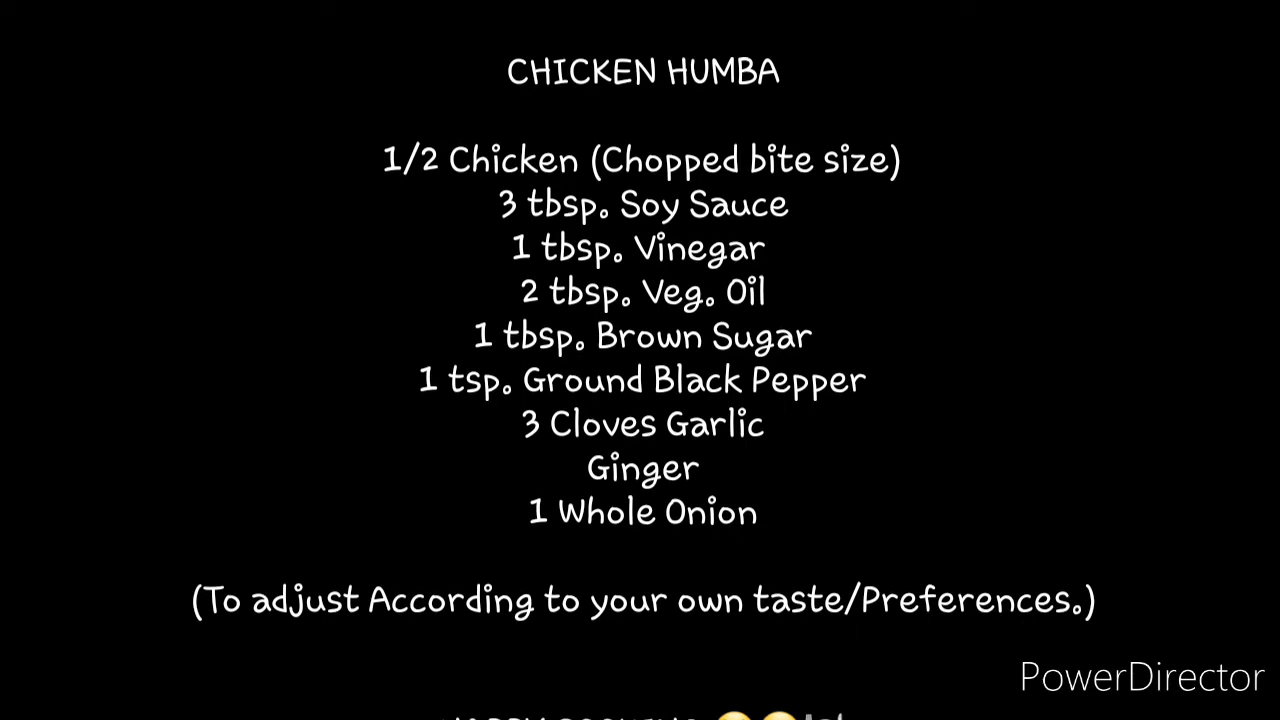 CHICKEN HUMBA
1/2 Chicken (Chopped bite size)
3 tbsp. Soy Sauce
1 tbsp. Vinegar
2 tbsp. Veg. Oil
1 tbsp. Brown Sugar
1 tsp. Ground Black Pepper
3 Cloves Garlic
Ginger
1 Whole Onion
(To adjust According to your own taste/Preferences.)
PowerDirector